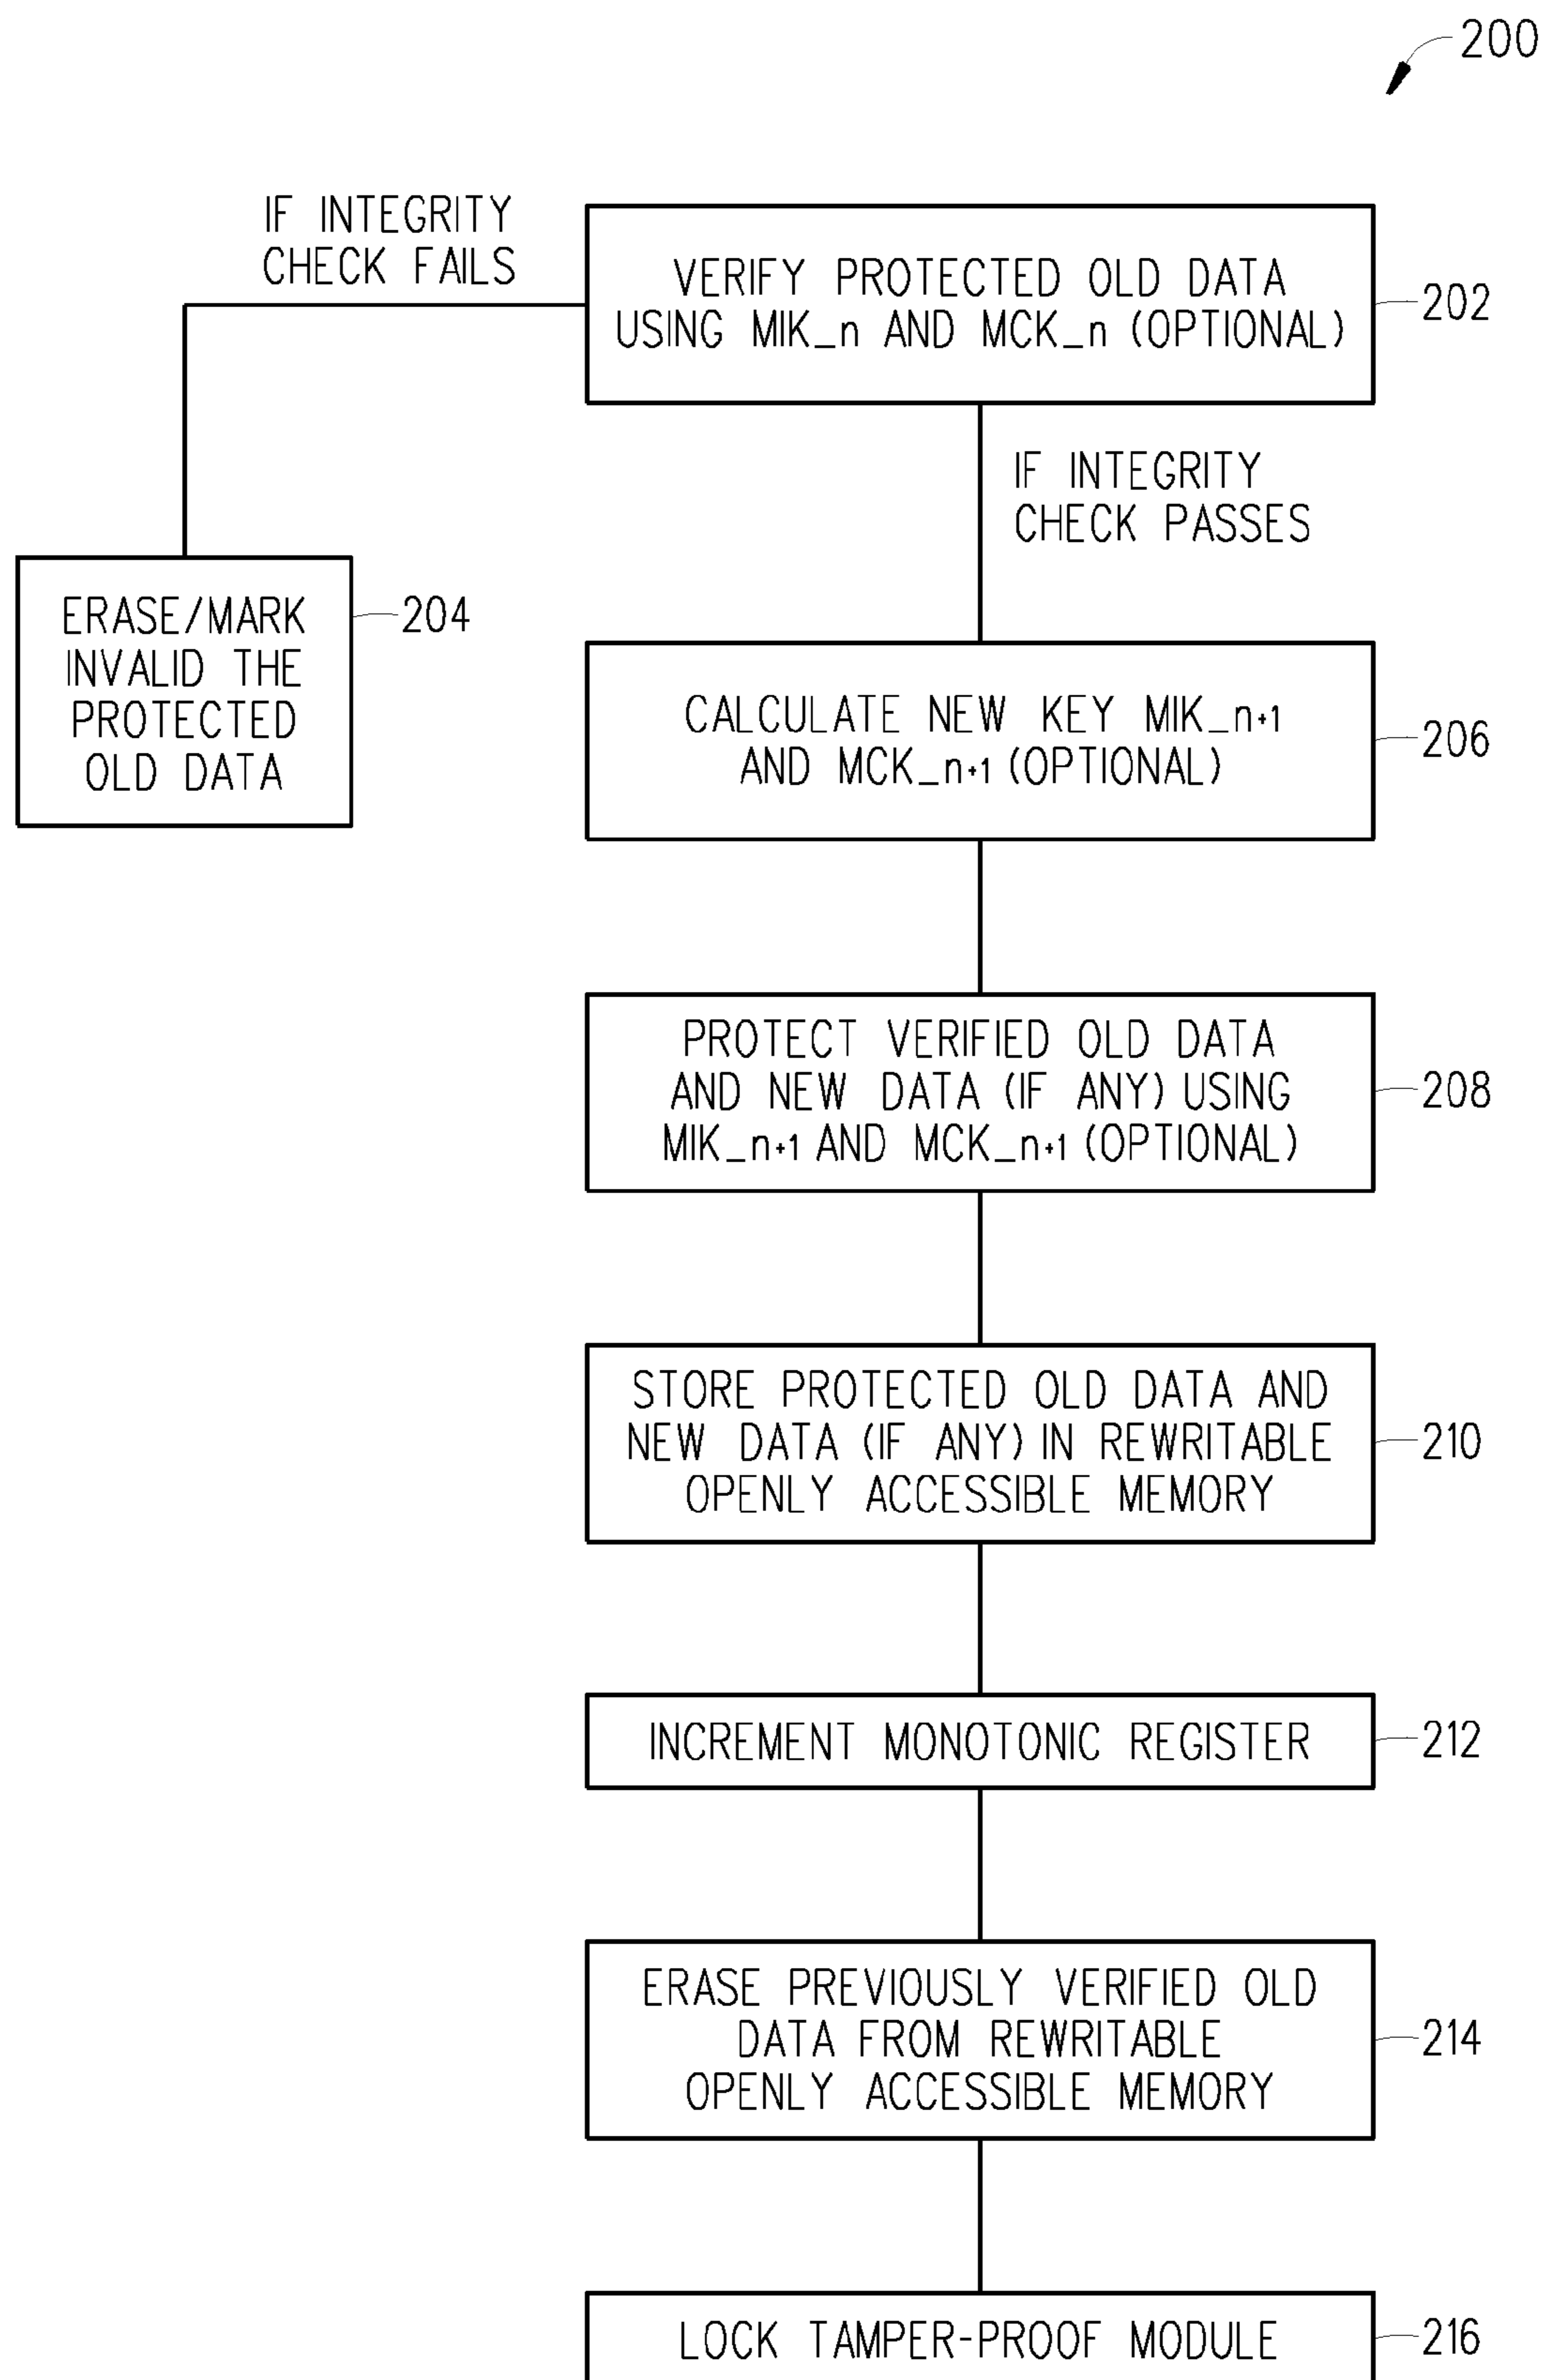 200
IF INTEGRITY
CHECK FAILS
VERIFY PROTECTED OLD DATA
USING MIK_n AND MCK_n (OPTIONAL)
202
IF INTEGRITY
CHECK PASSES
ERASE/MARK
INVALID THE
PROTECTED
OLD DATA
204
CALCULATE NEW KEY MIK_n+1
AND MCK_n+1 (OPTIONAL)
206
PROTECT VERIFIED OLD DATA
AND NEW DATA (IF ANY) USING
MIK_n+1 AND MCK_n+1 (OPTIONAL)
208
STORE PROTECTED OLD DATA AND
NEW DATA (IF ANY) IN REWRITABLE
OPENLY ACCESSIBLE MEMORY
210
INCREMENT MONOTONIC REGISTER
212
ERASE PREVIOUSLY VERIFIED OLD
DATA FROM REWRITABLE
OPENLY ACCESSIBLE MEMORY
214
LOCK TAMPER-PROOF MODULE
216